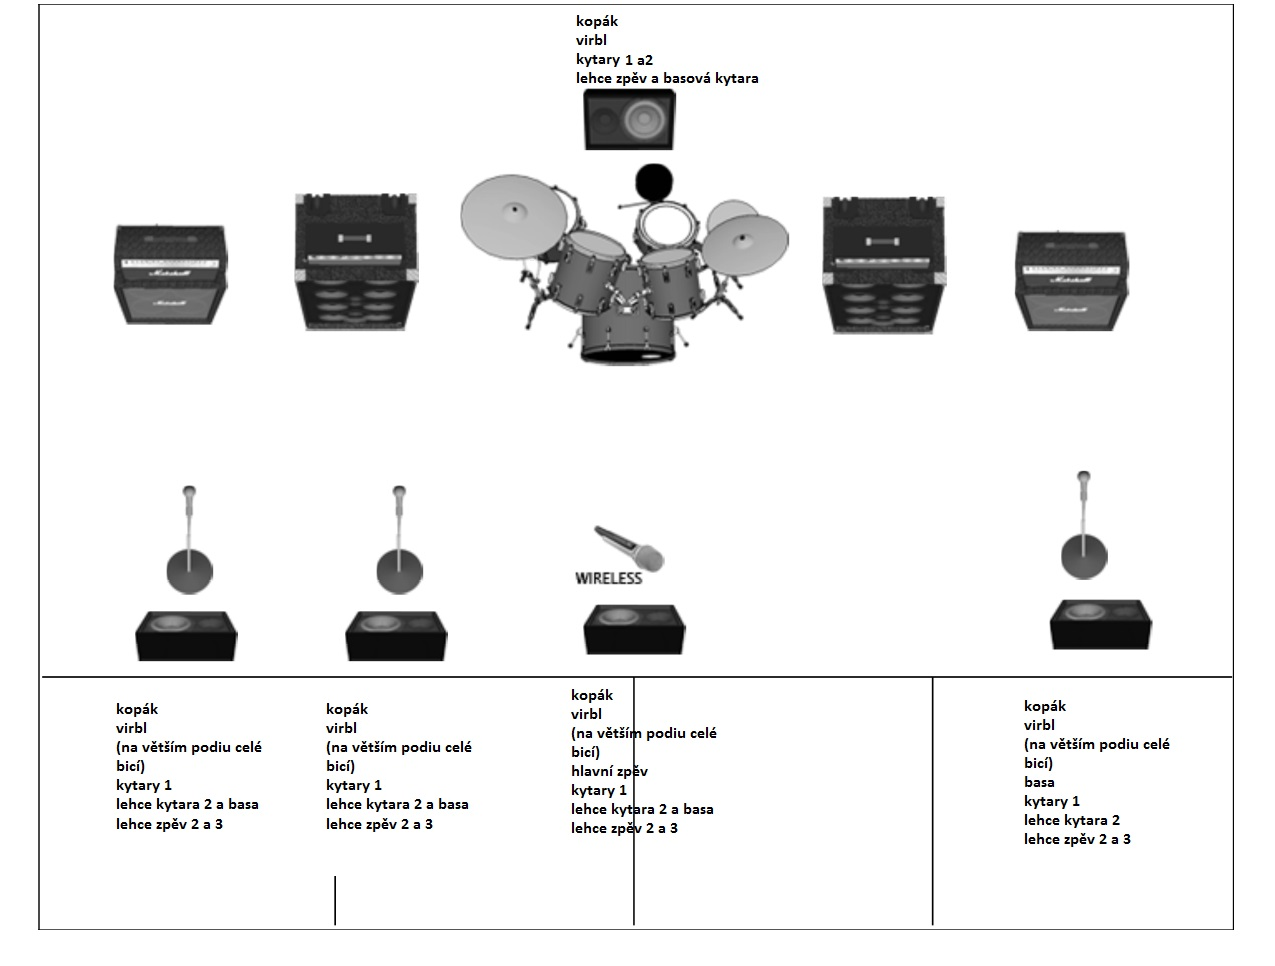 kopák
virbl
kytary 1 a2
lehce zpěv a basová kytara
Marshall
Marshall
Marshall
Marshall
WIRELESS
kopák
virbl
(na větším podiu celé
bicí)
kytary 1
lehce kytara 2 a basa
lehce zpěv 2 a 3
kopák
virbl
(na větším podiu celé
bicí)
kytary 1
lehce kytara 2 a basa
lehce zpěv 2 a 3
kopák
virbl
(na větším podiu celé
bicí)
hlavní zpěv
kytary 1
lehce kytara 2 a basa
lehce zpěv 2 a 3
kopák
virbl
(na větším podiu celé
bicí)
basa
kytary 1
lehce kytara 2
lehce zpěv 2 a 3